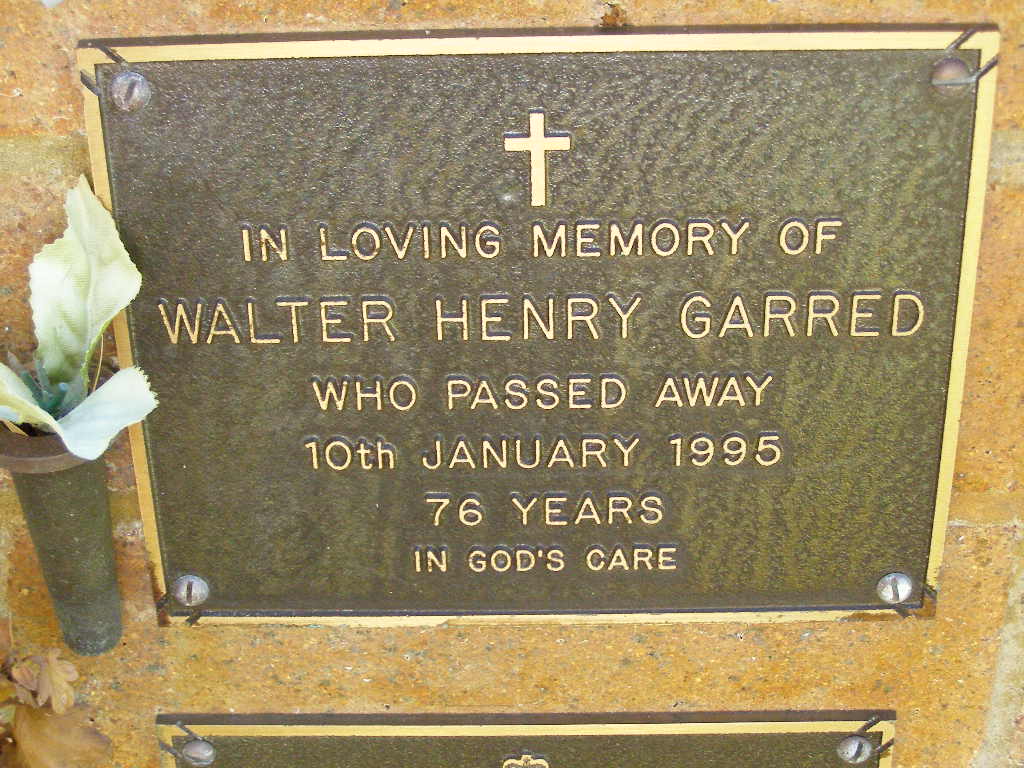 IN LOVING MEMORY OF
WALTER HENRY GARRED
WHO PASSED AWAY
10th JANUARY 1995
76 YEARS
IN GOD'S CARE